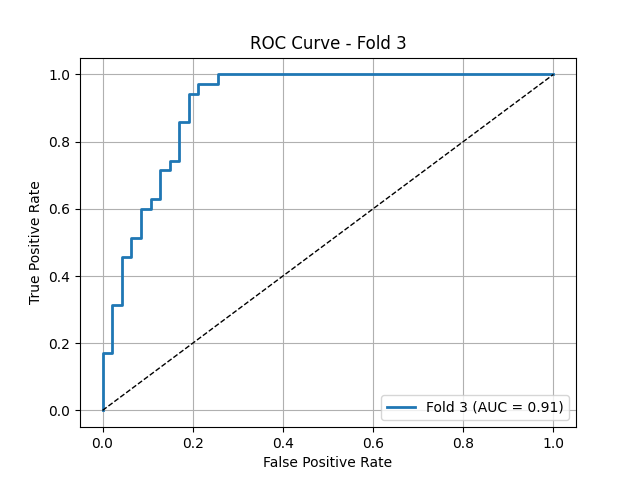 ROC Curve - Fold 3
True Positive Rate
1.0
0.8
0.6
0.4
0.2
0.0
0.0 0.2 0.4 0.6 0.8 1.0
False Positive Rate
Fold 3 (AUC = 0.91)